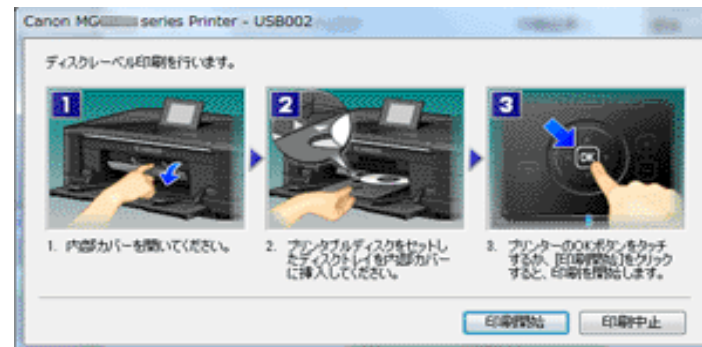 Canon MG series Printer - USB002
ディスクレーベル印刷を行います。
1
2
3
OK
1. 内部カバーを開いてください。
2. プリンタブルディスクをセットし
たディスクトレイを内部カバー
に挿入してください。
3. プリンターのOKボタンをタッチ
するか、[印刷開始]をクリック
すると、印刷を開始します。
印刷開始
印刷中止